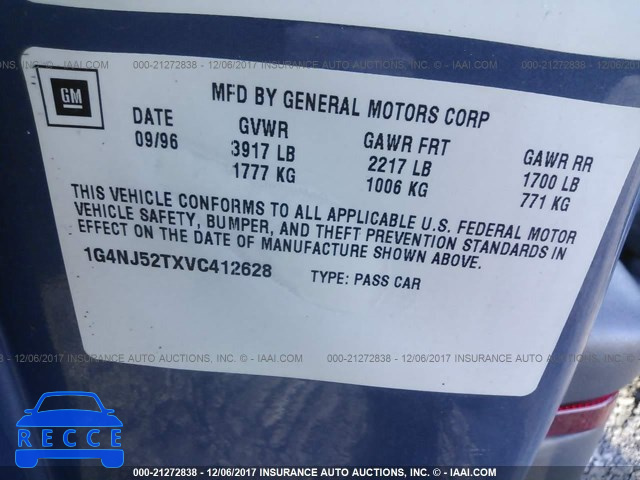 000-21272838 - 12/06/2017 INSURANCE AUTO AUCTIONS, INC. © - IAAI.COM
GM
MFD BY GENERAL MOTORS CORP
DATE GVWR GAWR FRT GAWR RR
09/96 3917 LB 2217 LB 1700 LB
1777 KG 1006 KG 771 KG
THIS VEHICLE CONFORMS TO ALL APPLICABLE U.S. FEDERAL MOTOR
VEHICLE SAFETY, BUMPER, AND THEFT PREVENTION STANDARDS IN
EFFECT ON THE DATE OF MANUFACTURE SHOWN ABOVE.
1G4NJ52TXVC412628 TYPE: PASS CAR
AUTO AUCTIONS, INC. © - IAAI.COM 000-21272838 - 12/06/2017 INSURANCE AUTO AUCTIONS, INC. ©
RECCE
000-21272838 - 12/06/2017 INSURANCE AUTO AUCTIONS, INC. © - IAAI.COM